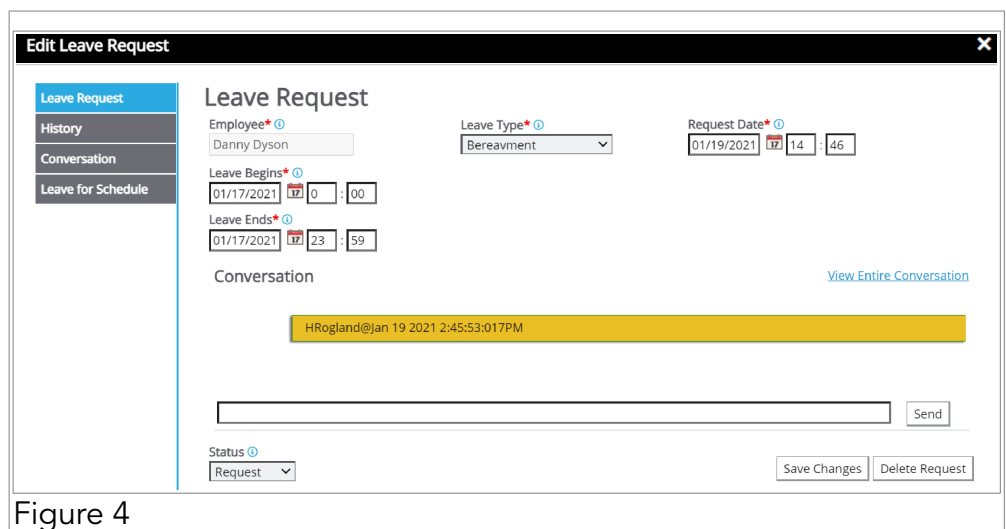 Edit Leave Request
Leave Request
History
Conversation
Leave for Schedule
Leave Request
Employee* Leave Type* Request Date*
Danny Dyson Bereavment 01/19/2021 17 14 : 46
Leave Begins*
01/17/2021 17 0 : 00
Leave Ends*
01/17/2021 17 23 : 59
Conversation View Entire Conversation
HRogland@Jan 19 2021 2:45:53:017PM
Send
Status
Request Save Changes Delete Request
Figure 4